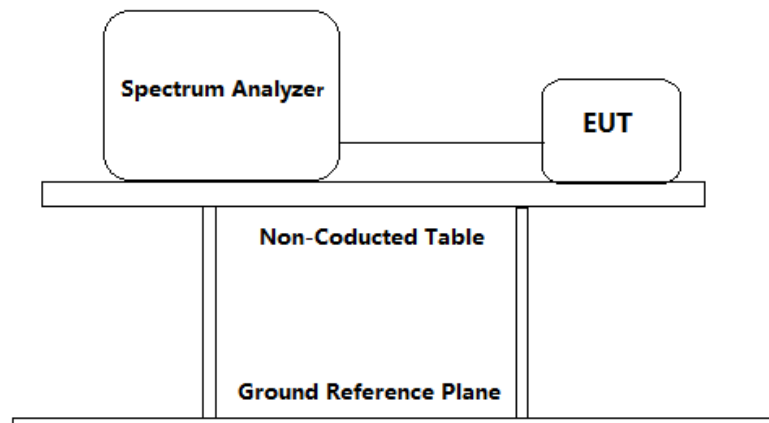 Spectrum Analyzer
EUT
Non-Coducted Table
Ground Reference Plane